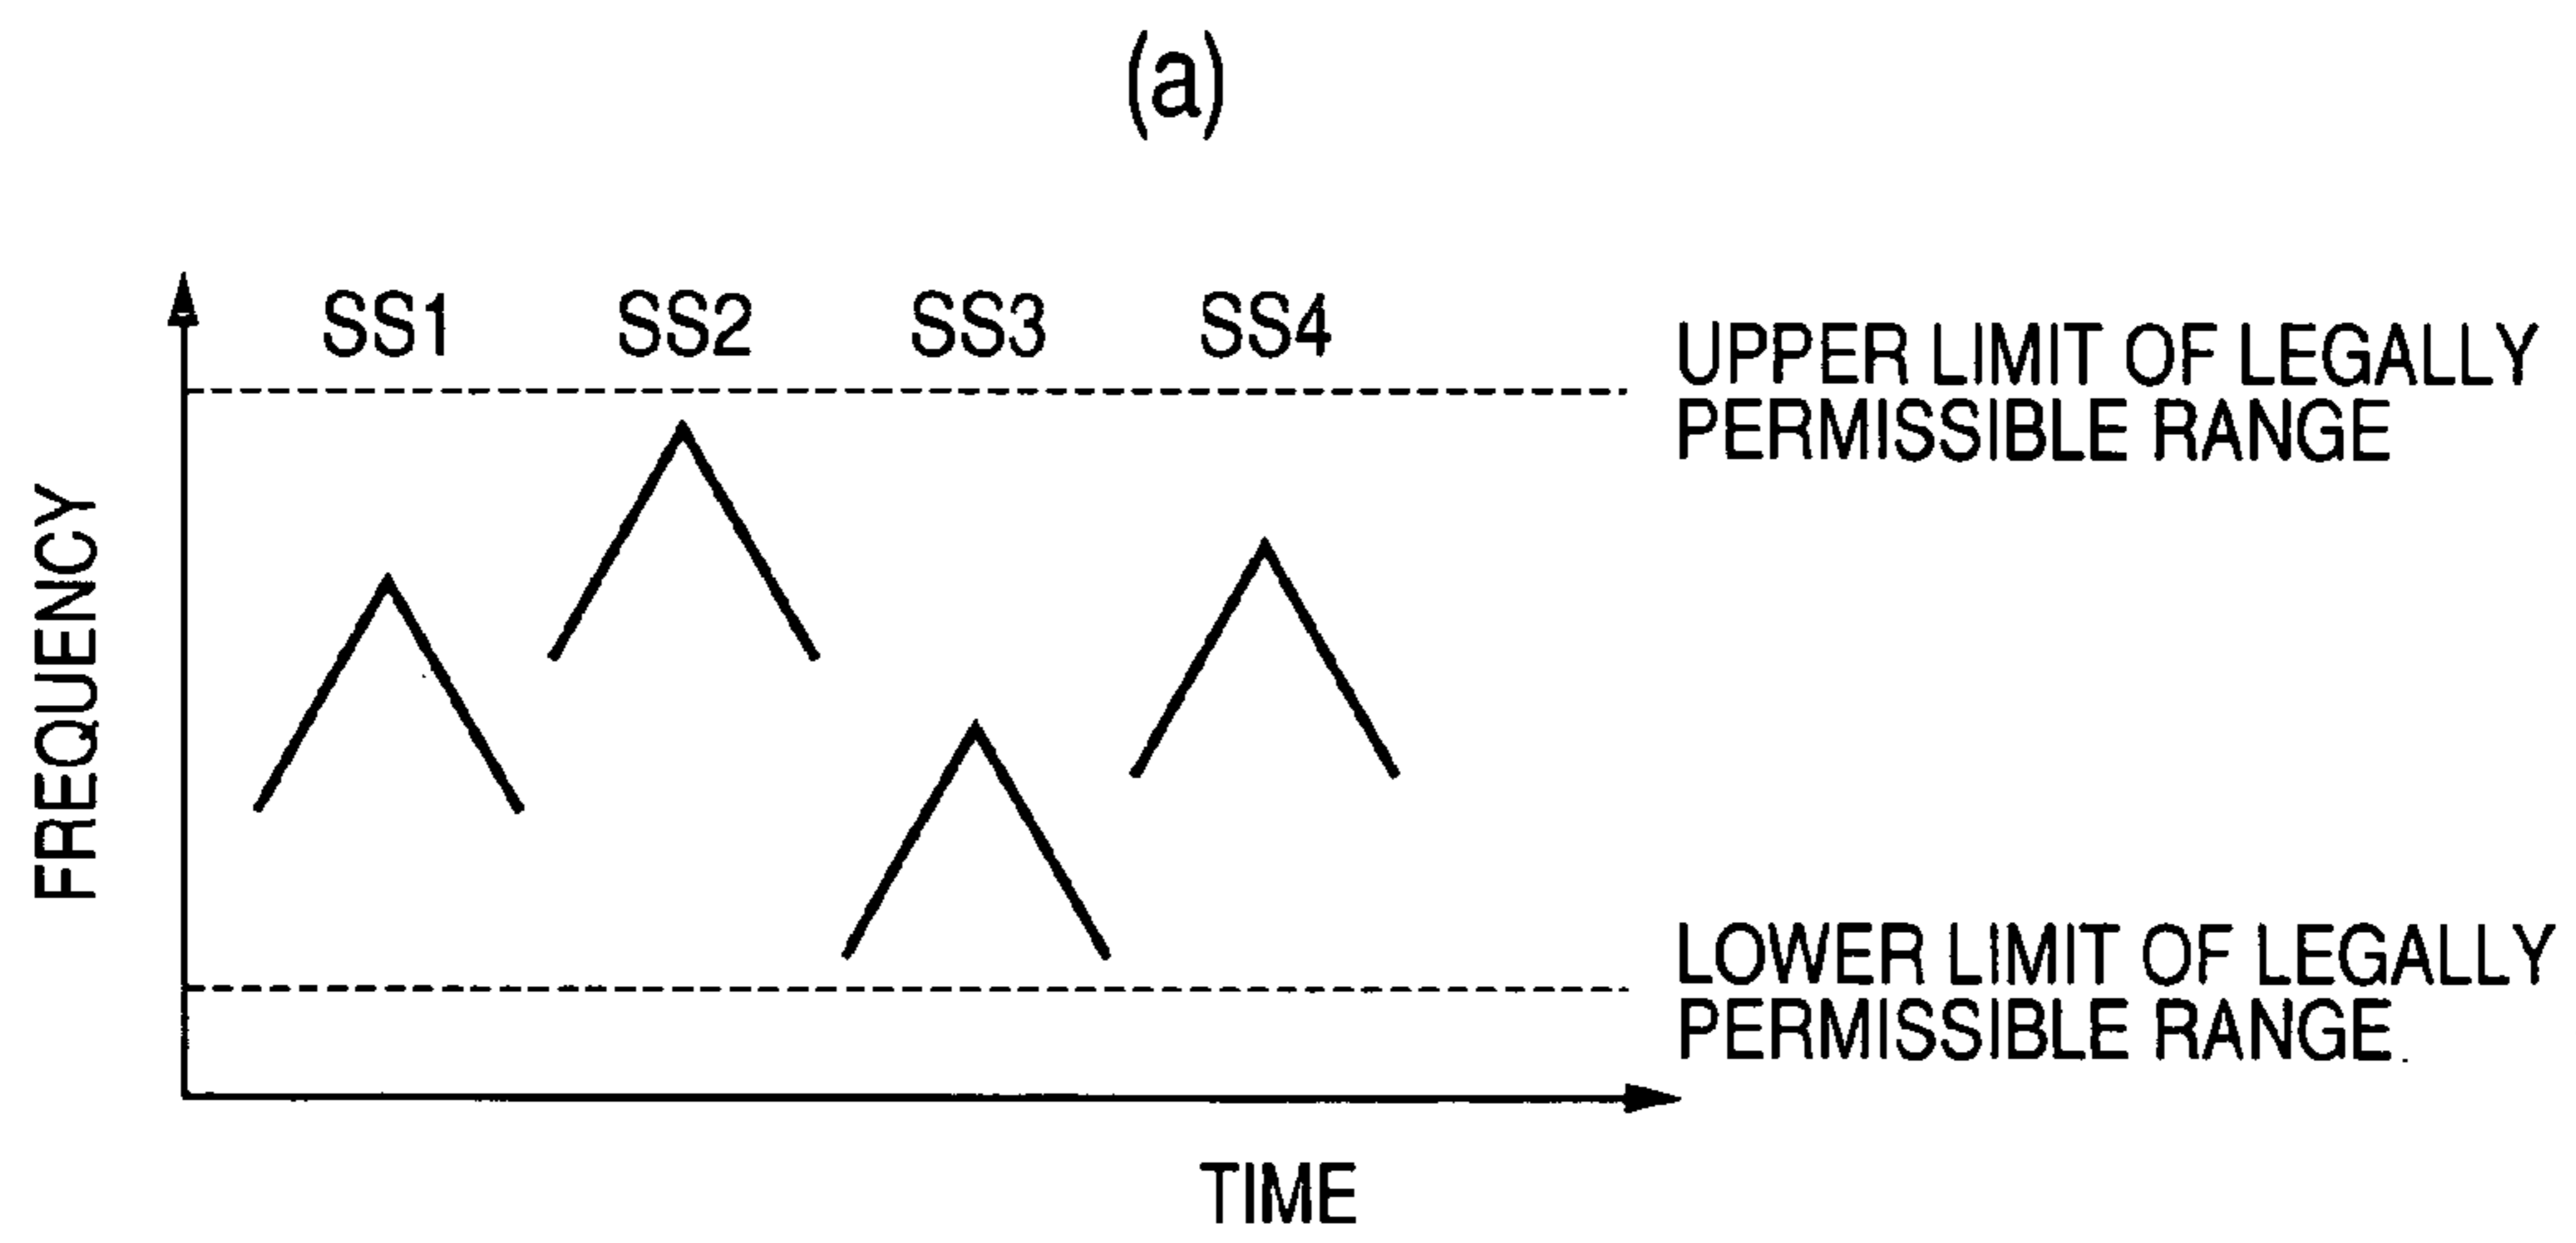 (a)
SS1 SS2 SS3 SS4
UPPER LIMIT OF LEGALLY
PERMISSIBLE RANGE
FREQUENCY
LOWER LIMIT OF LEGALLY
PERMISSIBLE RANGE
TIME